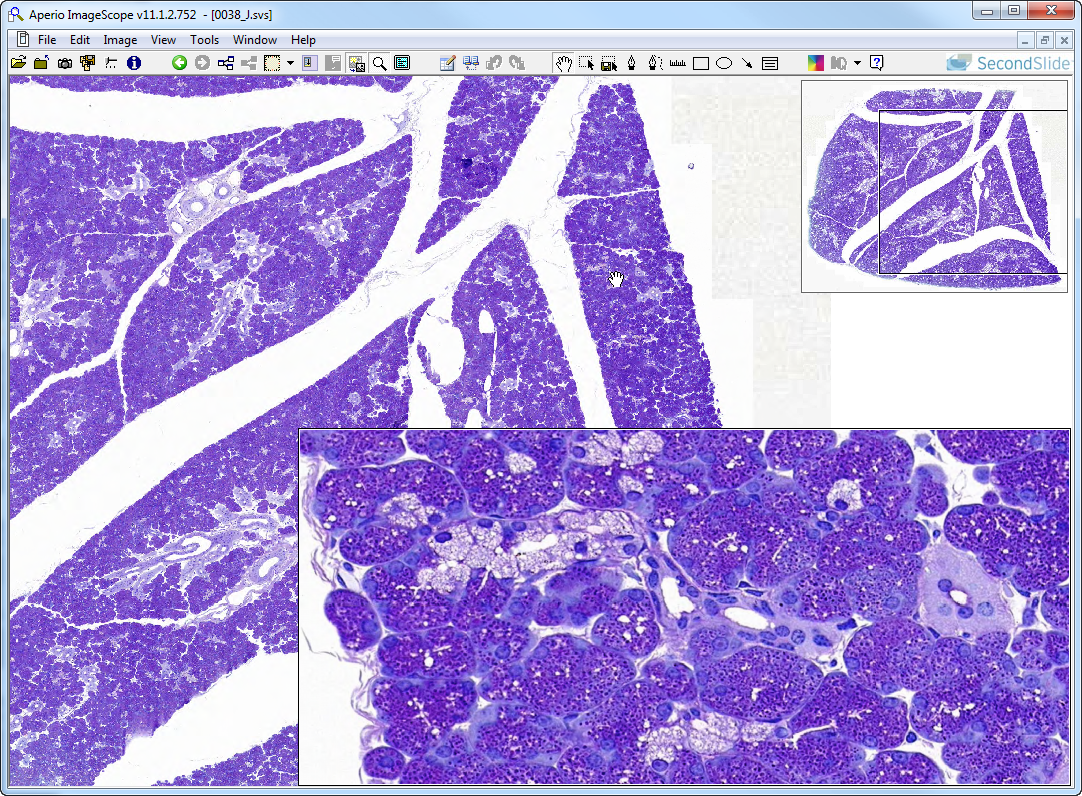 Aperio ImageScope v11.1.2.752 - [0038_J.svs]
File Edit Image View Tools Window Help
SecondSlide